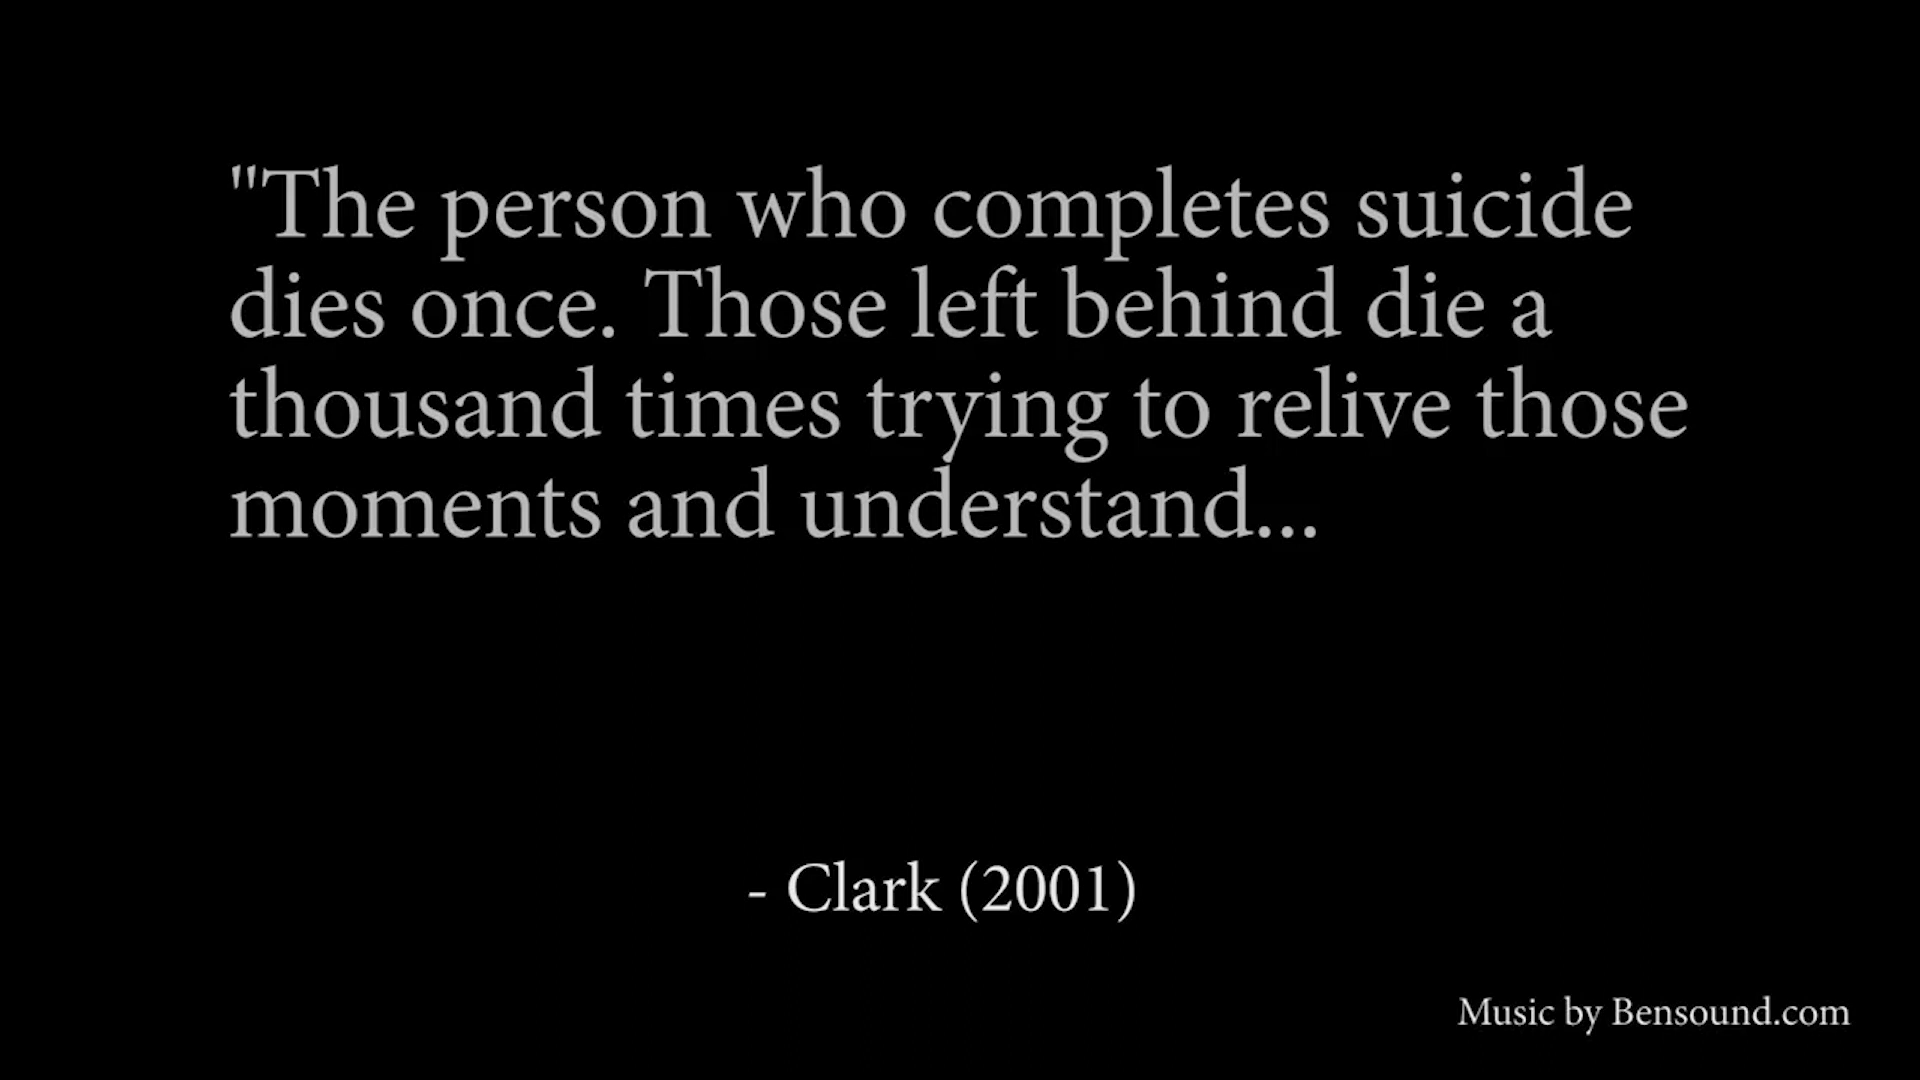 "The person who completes suicide
dies once. Those left behind die a
thousand times trying to relive those
moments and understand...
- Clark (2001)
Music by Bensound.com